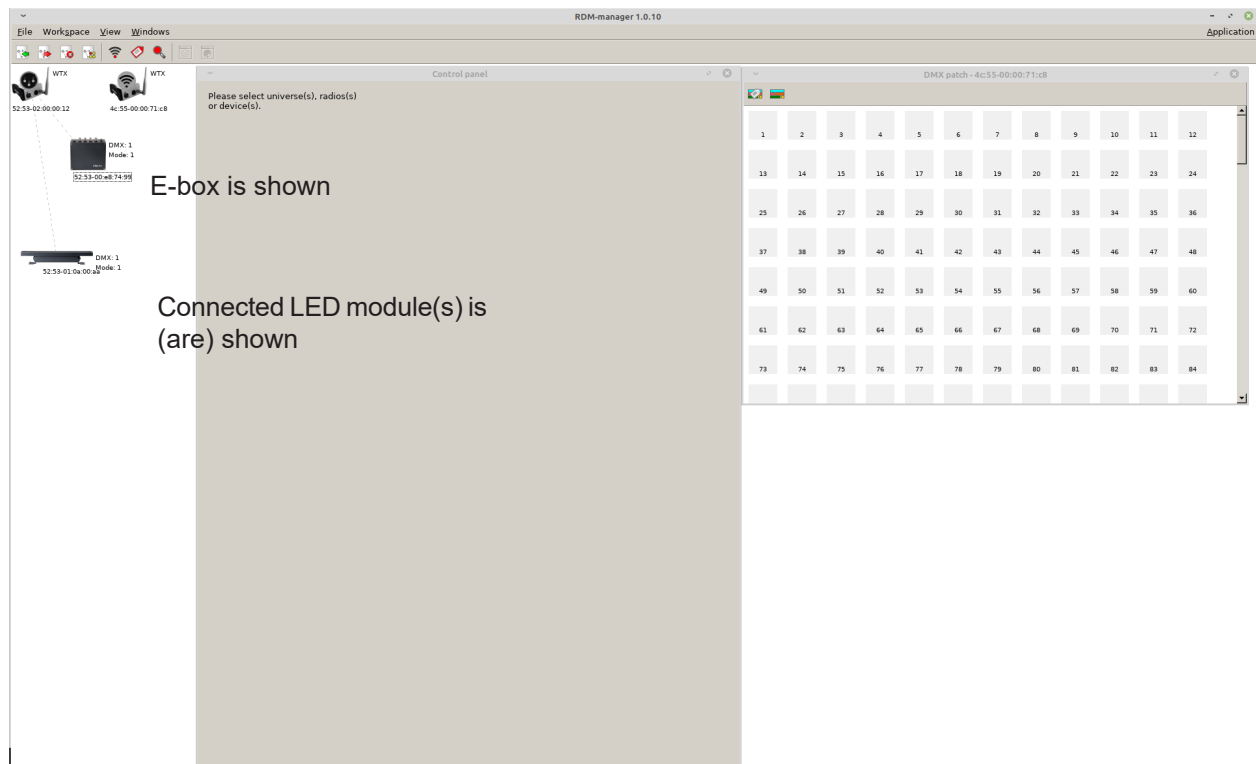 RDM-manager 1.0.10
File Workspace View Windows
Application
WTX
52:53-02:00:00:12
WTX
4c:55-00:00:71:c8
DMX: 1
Mode: 1
52:53-00:e8:74:99
E-box is shown
DMX: 1
Mode: 1
52:53-01:0a:00:aa
Connected LED module(s) is
(are) shown
Control panel
Please select universe(s), radios(s)
or device(s).
DMX patch - 4c:55-00:00:71:c8
1 2 3 4 5 6 7 8 9 10 11 12
13 14 15 16 17 18 19 20 21 22 23 24
25 26 27 28 29 30 31 32 33 34 35 36
37 38 39 40 41 42 43 44 45 46 47 48
49 50 51 52 53 54 55 56 57 58 59 60
61 62 63 64 65 66 67 68 69 70 71 72
73 74 75 76 77 78 79 80 81 82 83 84